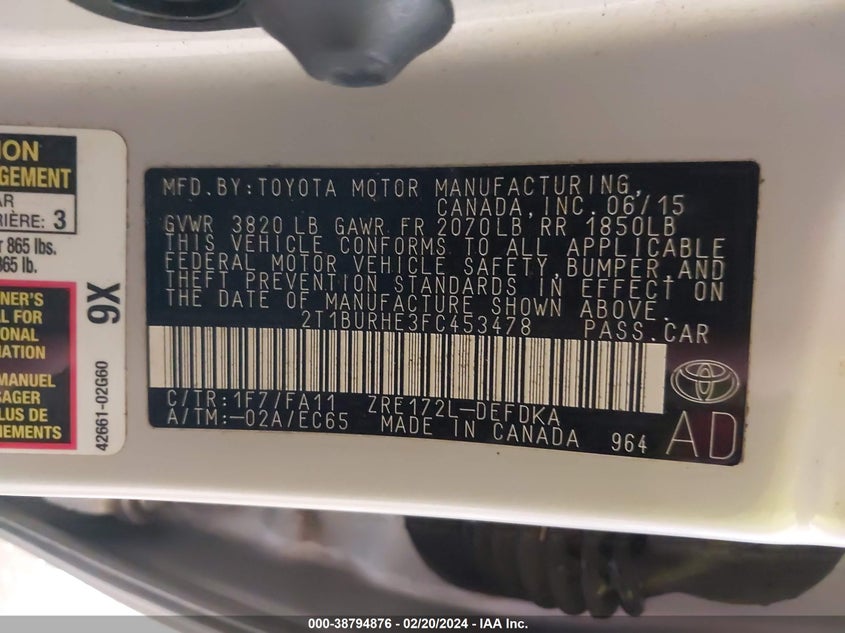 ION
GEMENT
AR
RIÈRE: 3
r 865 lbs.
865 lb.
NER'S
L FOR
IONAL
MATION
MANUEL
SAGER
PLUS DE
NEMENTS
9X
42661-02G60
MFD.BY:TOYOTA MOTOR MANUFACTURING,
CANADA,INC.06/15
GVWR 3820 LB GAWR FR 2070LB RR 1850LB
THIS VEHICLE CONFORMS TO ALL APPLICABLE
FEDERAL MOTOR VEHICLE SAFETY,BUMPER,AND
THEFT PREVENTION STANDARDS IN EFFECT ON
THE DATE OF MANUFACTURE SHOWN ABOVE.
2T1BURHE3FC453478 PASS.CAR
C/TR:1F7/FA11 ZRE172L-DEFDKA
A/TM:-02A/EC65 MADE IN CANADA 964
AD
000-38794876 - 02/20/2024 - IAA Inc.